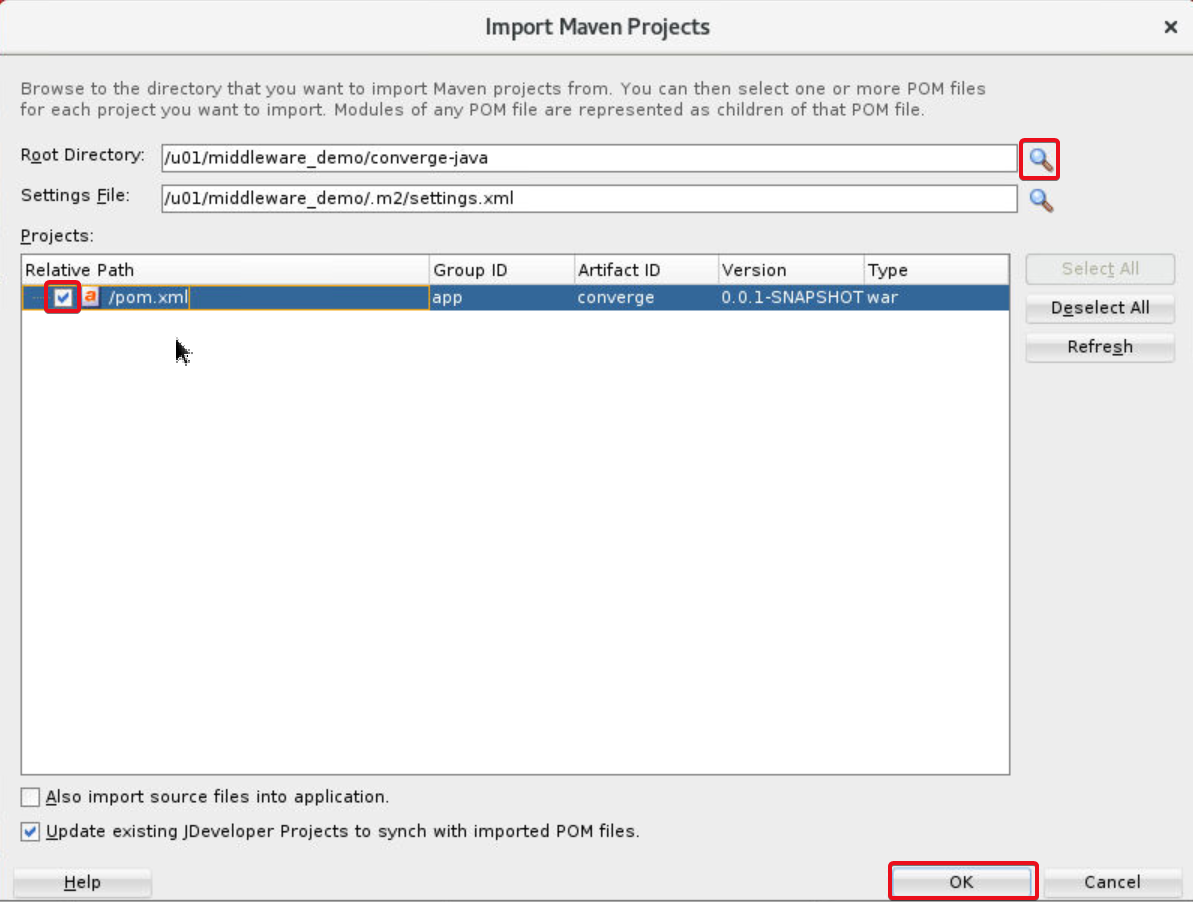 Import Maven Projects
Browse to the directory that you want to import Maven projects from. You can then select one or more POM files
for each project you want to import. Modules of any POM file are represented as children of that POM file.
Root Directory: /u01/middleware_demo/converge-java
Settings File: /u01/middleware_demo/.m2/settings.xml
Projects:
Relative Path Group ID Artifact ID Version Type
/pom.xml app converge 0.0.1-SNAPSHOT war
Select All
Deselect All
Refresh
Also import source files into application.
Update existing JDeveloper Projects to synch with imported POM files.
Help OK Cancel